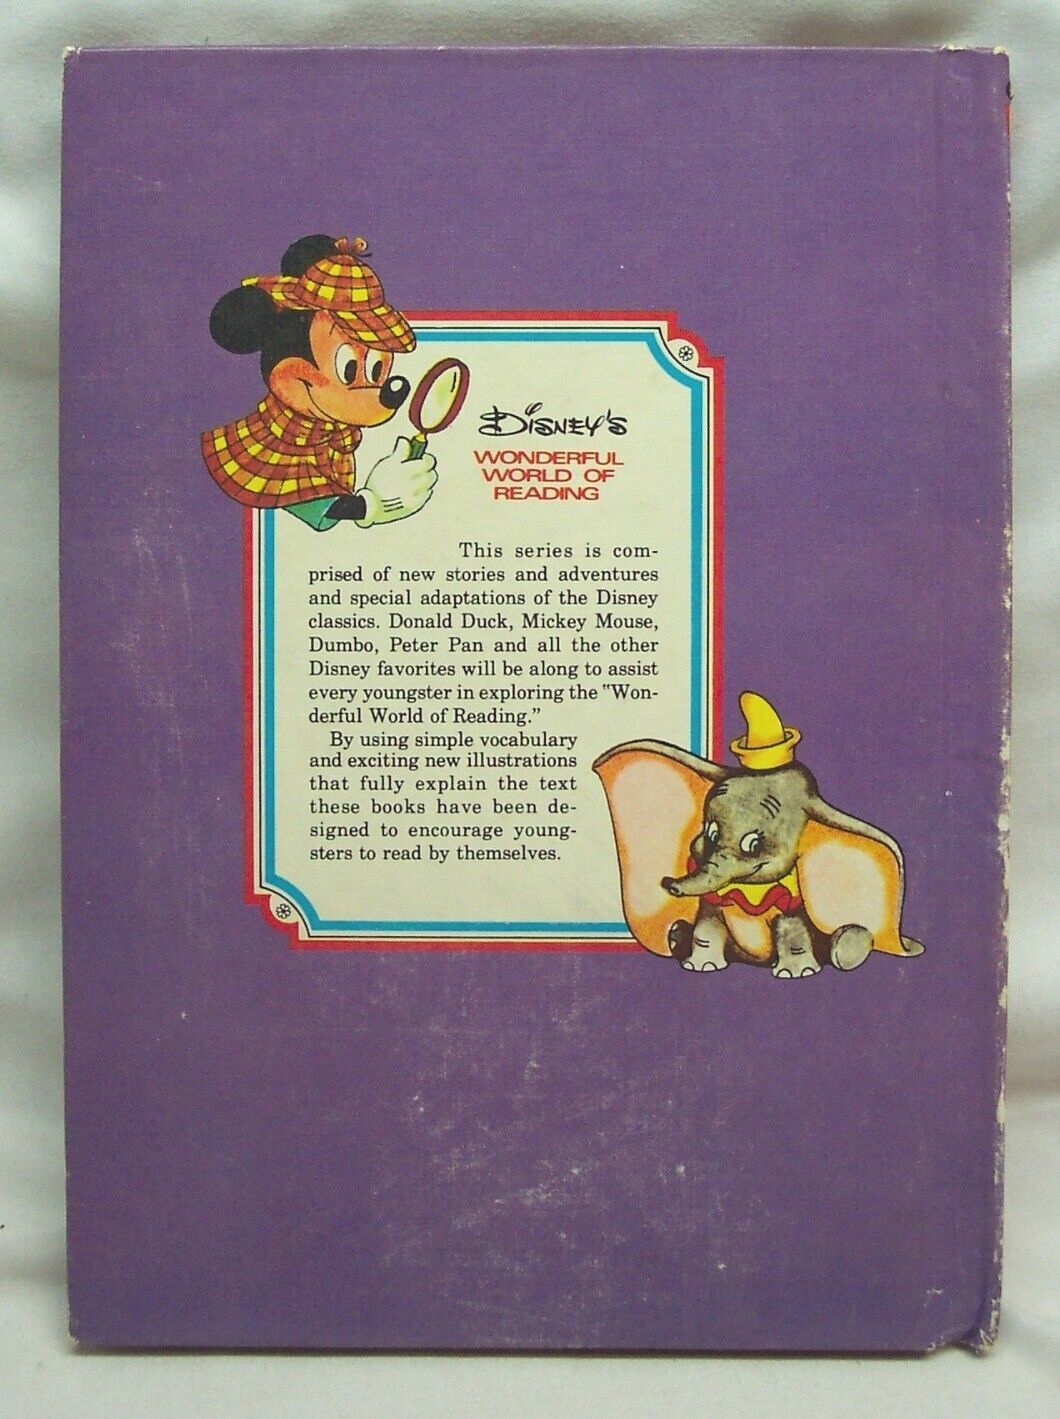 DISNEY'S
WONDERFUL
WORLD OF
READING
This series is com-
prised of new stories and adventures
and special adaptations of the Disney
classics. Donald Duck, Mickey Mouse,
Dumbo, Peter Pan and all the other
Disney favorites will be along to assist
every youngster in exploring the "Won-
derful World of Reading."
By using simple vocabulary
and exciting new illustrations
that fully explain the text
these books have been de-
signed to encourage young-
sters to read by themselves.